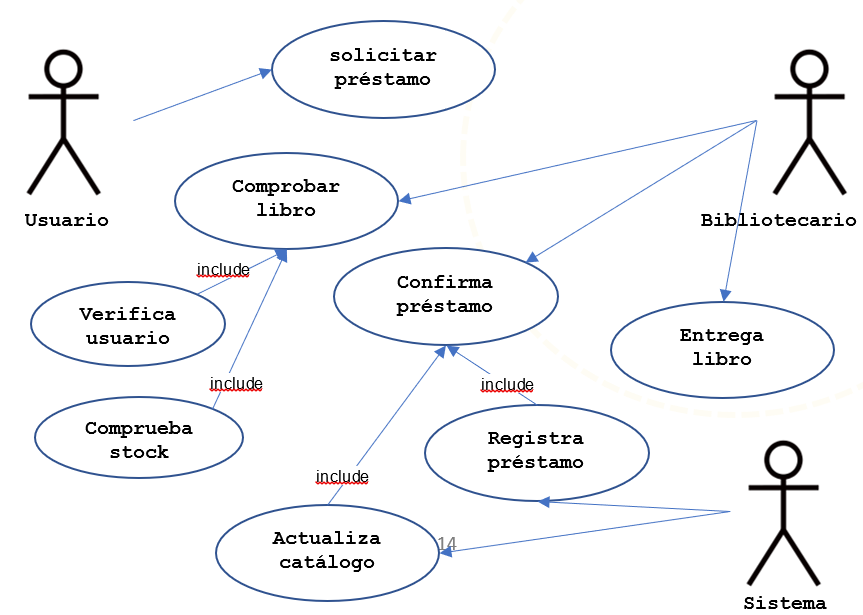 solicitar
préstamo
Comprobar
libro
Usuario
Bibliotecario
include
Confirma
préstamo
Verifica
usuario
Entrega
libro
include
include
Comprueba
stock
Registra
préstamo
include
Actualiza
catálogo
14
Sistema